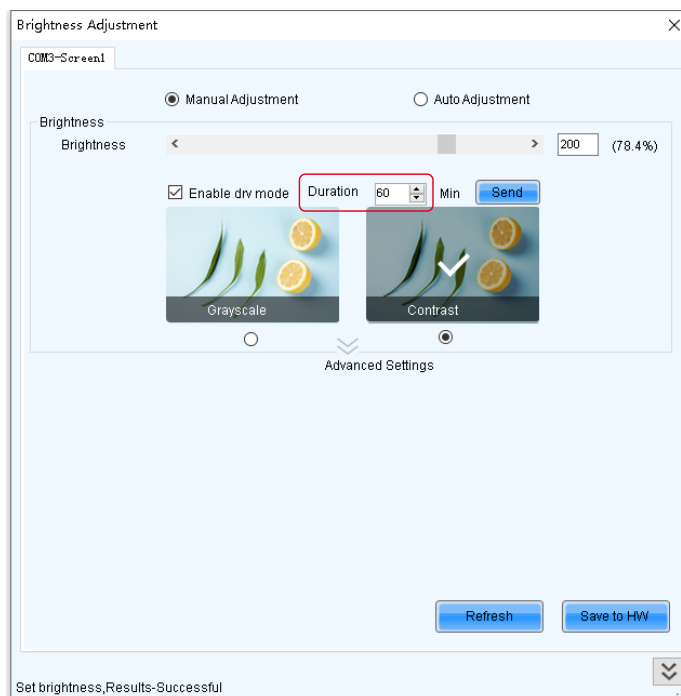 Brightness Adjustment
COM3-Screen1
Manual Adjustment Auto Adjustment
Brightness
Brightness 200 (78.4%)
Enable drv mode Duration 60 Min Send
Grayscale Contrast
Advanced Settings
Refresh Save to HW
Set brightness,Results-Successful